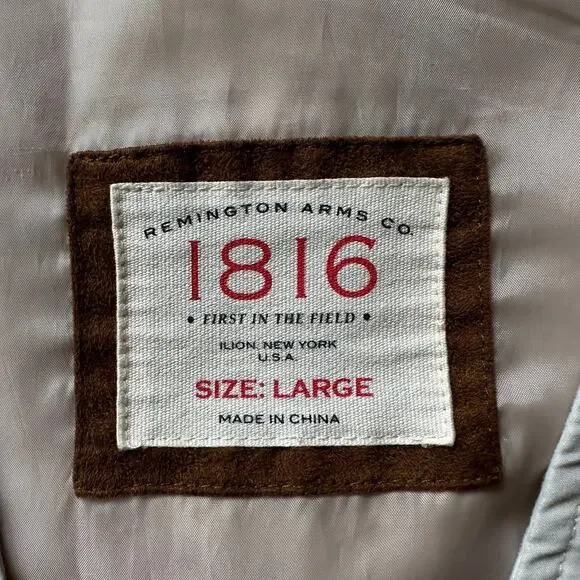 REMINGTON ARMS CO.
1816
• FIRST IN THE FIELD •
ILION, NEW YORK
U.S.A.
SIZE: LARGE
MADE IN CHINA